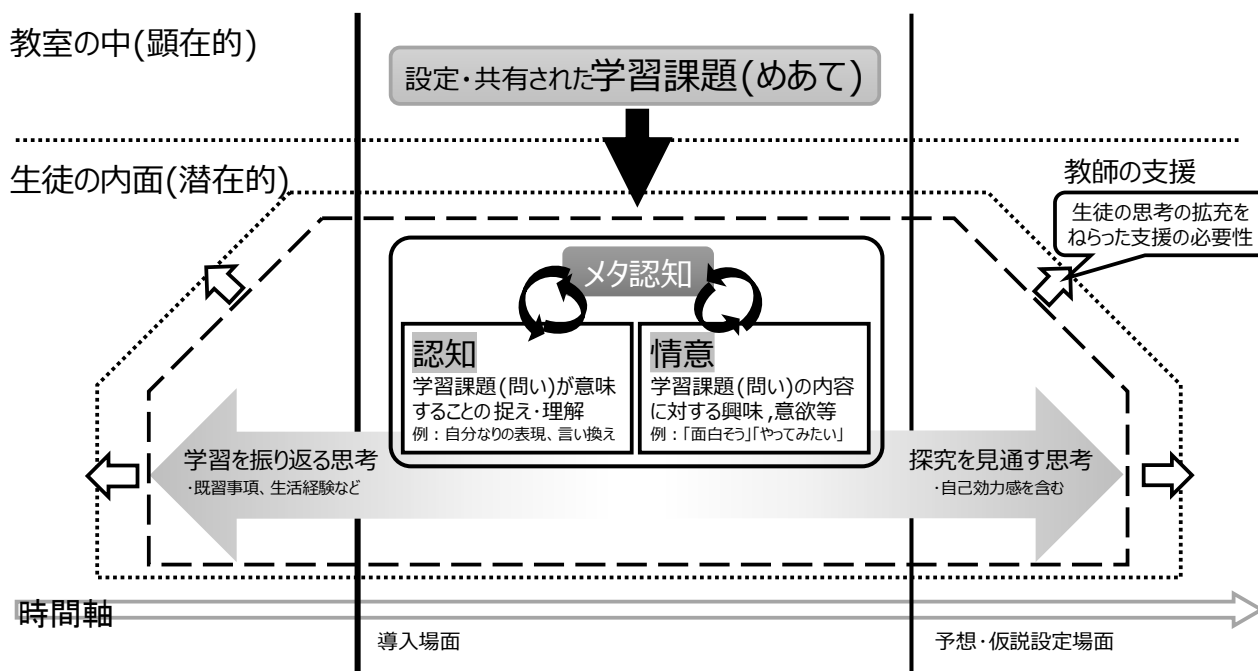 教室の中(顕在的)
設定・共有された学習課題(めあて)
生徒の内面(潜在的)
教師の支援
生徒の思考の拡充を
ねらった支援の必要性
メタ認知
認知
学習課題(問い)が意味
することの捉え・理解
例：自分なりの表現、言い換え
情意
学習課題(問い)の内容
に対する興味,意欲等
例：「面白そう」「やってみたい」
学習を振り返る思考
・既習事項、生活経験など
探究を見通す思考
・自己効力感を含む
時間軸
導入場面
予想・仮説設定場面